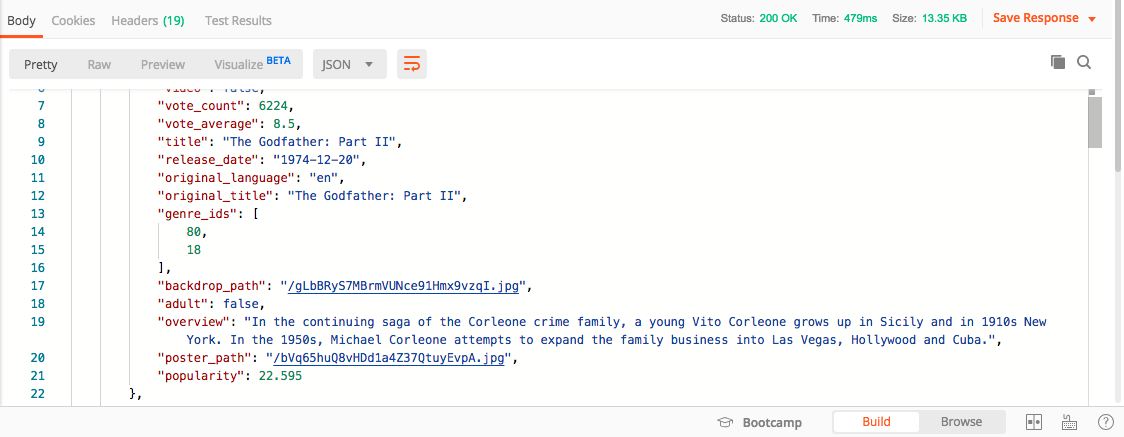 Body Cookies Headers (19) Test Results Status: 200 OK Time: 479ms Size: 13.35 KB Save Response
Pretty Raw Preview Visualize BETA JSON
6 "video": false,
7 "vote_count": 6224,
8 "vote_average": 8.5,
9 "title": "The Godfather: Part II",
10 "release_date": "1974-12-20",
11 "original_language": "en",
12 "original_title": "The Godfather: Part II",
13 "genre_ids": [
14 80,
15 18
16 ],
17 "backdrop_path": "/gLbBRyS7MBrmVUNce91Hmx9vzqI.jpg",
18 "adult": false,
19 "overview": "In the continuing saga of the Corleone crime family, a young Vito Corleone grows up in Sicily and in 1910s New
York. In the 1950s, Michael Corleone attempts to expand the family business into Las Vegas, Hollywood and Cuba.",
20 "poster_path": "/bVq65huQ8vHDd1a4Z37QtuyEvpA.jpg",
21 "popularity": 22.595
22 },
Bootcamp Build Browse